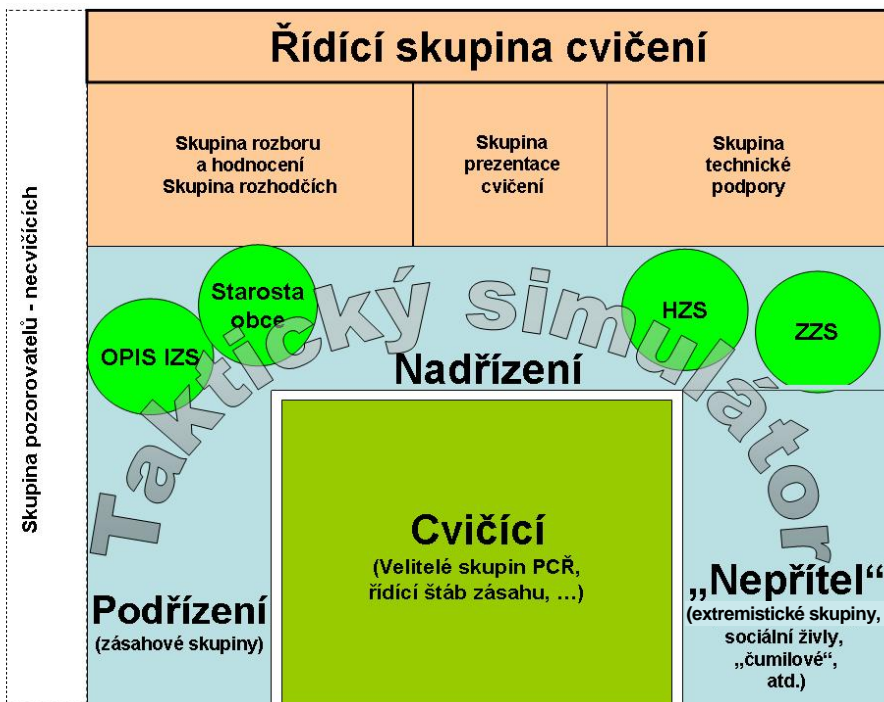 Řídící skupina cvičení
Skupina rozboru
a hodnocení
Skupina rozhodčích
Skupina
prezentace
cvičení
Skupina
technické
podpory
Skupina pozorovatelů - necvičících
Taktický simulátor
OPIS IZS
Starosta
obce
HZS
ZZS
Nadřízení
Cvičící
(Velitelé skupin PCŘ,
řídící štáb zásahu, ...)
Podřízení
(zásahové skupiny)
„Nepřítel“
(extremistické skupiny,
sociální živly,
„čumilové“,
atd.)